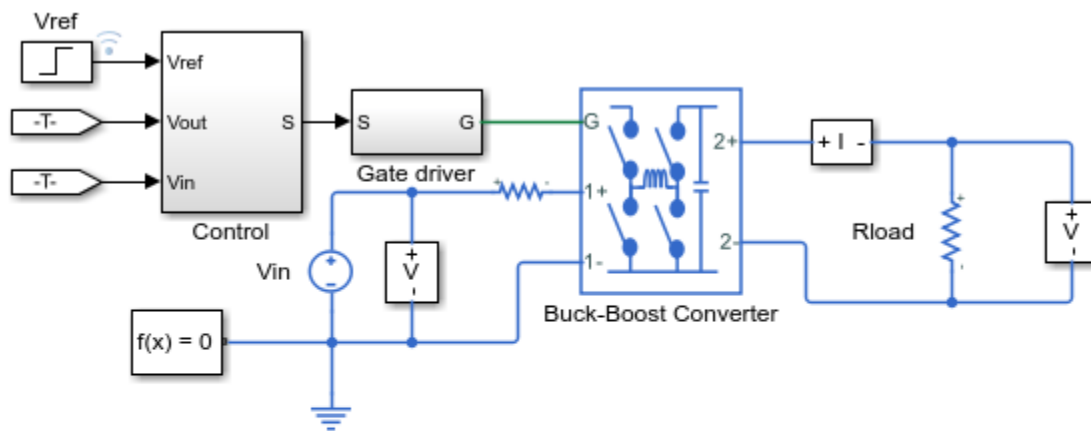 Vref
Vref
-T-
Vout
S
-T-
Vin
Control
S
G
Gate driver
G
1+
1-
2+
2-
Buck-Boost Converter
+ I -
Rload
+
V
-
+
-
Vin
+
-
+
V
-
+
-
f(x) = 0